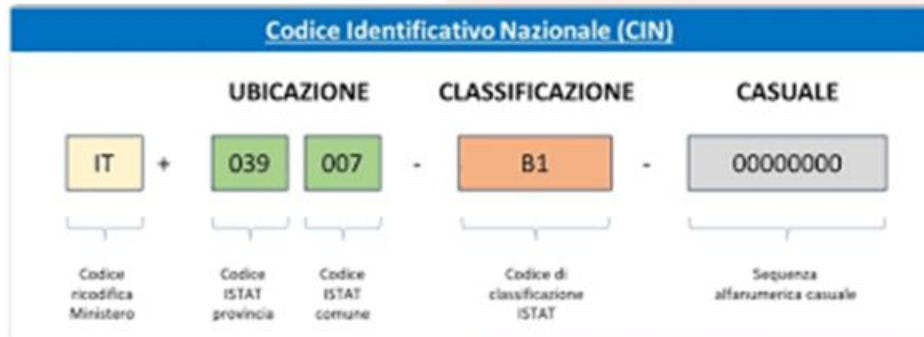 Codice Identificativo Nazionale (CIN)
UBICAZIONE CLASSIFICAZIONE CASUALE
IT + 039 007 - B1 - 00000000
Codice ricodifica Ministero
Codice ISTAT provincia
Codice ISTAT comune
Codice di classificazione ISTAT
Sequenza alfanumerica casuale